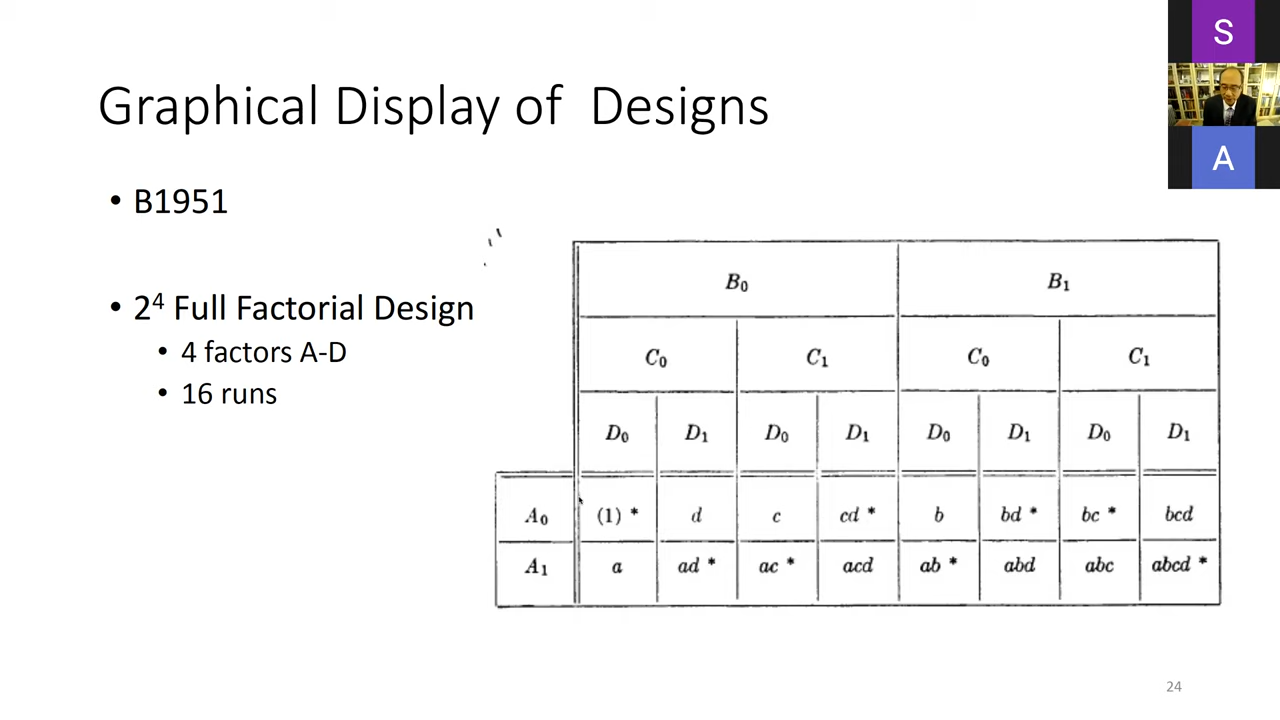 S
A
Graphical Display of Designs
• B1951
• 2⁴ Full Factorial Design
• 4 factors A-D
• 16 runs
B₀ B₁
C₀ C₁ C₀ C₁
D₀ D₁ D₀ D₁ D₀ D₁ D₀ D₁
A₀ (1) * d c cd * b bd * bc * bcd
A₁ a ad * ac * acd ab * abd abc abcd *
24